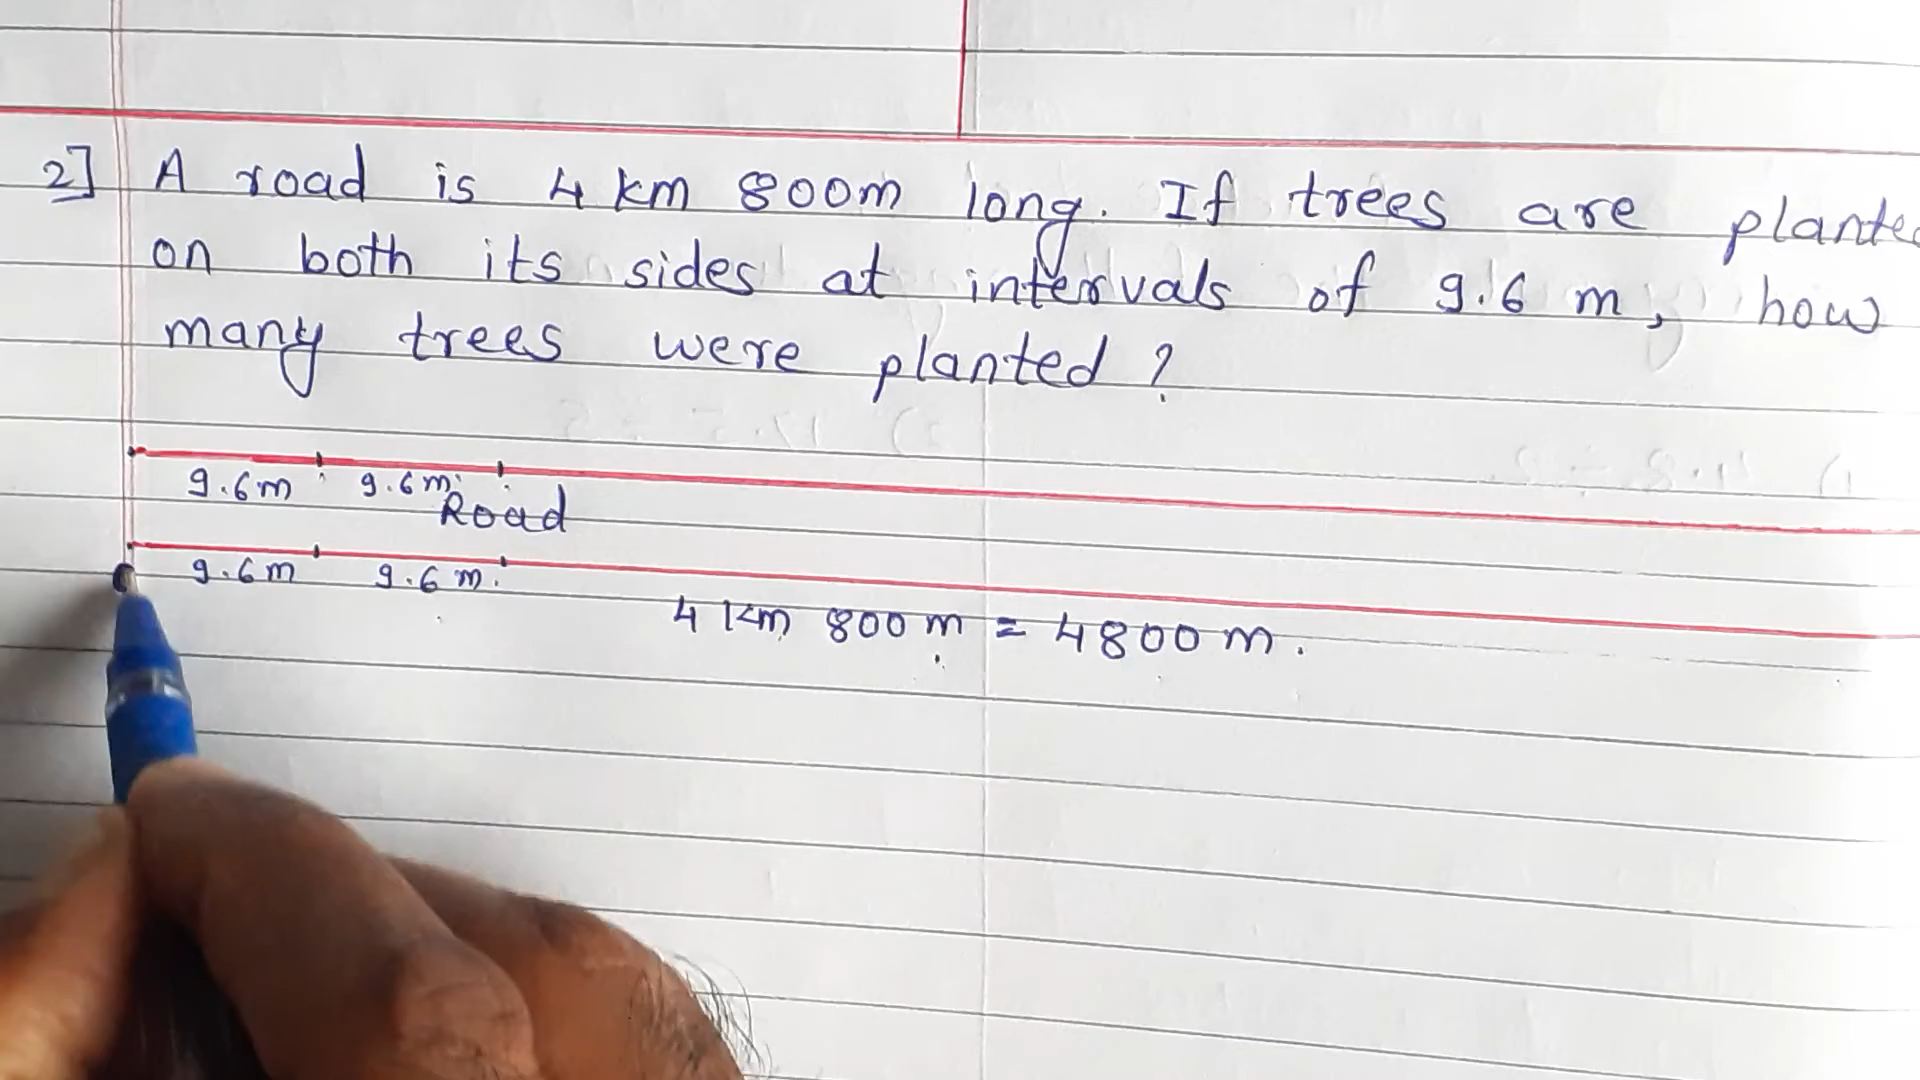 2] A road is 4 km 800m long. If trees are plante
on both its sides at intervals of 9.6 m, how
many trees were planted ?
9.6m 9.6m.
Road
9.6m 9.6 m.
4 km 800 m = 4800 m.